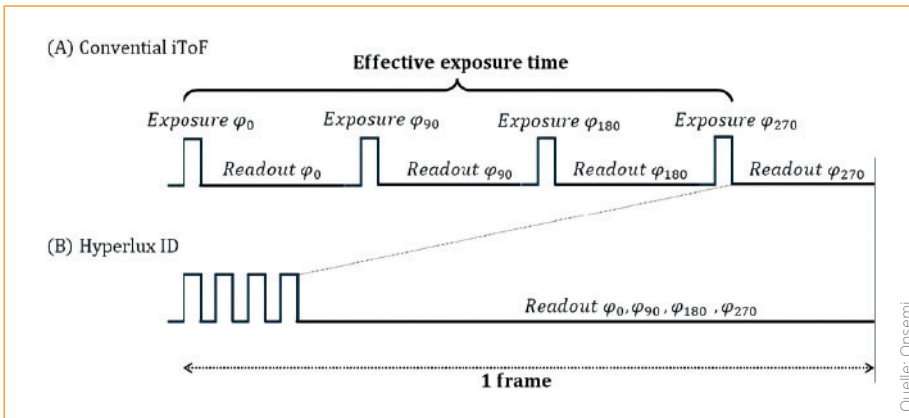 (A) Convential iToF
Effective exposure time
Exposure φ₀ Exposure φ₉₀ Exposure φ₁₈₀ Exposure φ₂₇₀
Readout φ₀ Readout φ₉₀ Readout φ₁₈₀ Readout φ₂₇₀
(B) Hyperlux ID
Readout φ₀, φ₉₀ , φ₁₈₀ , φ₂₇₀
1 frame
Quelle: Onsemi